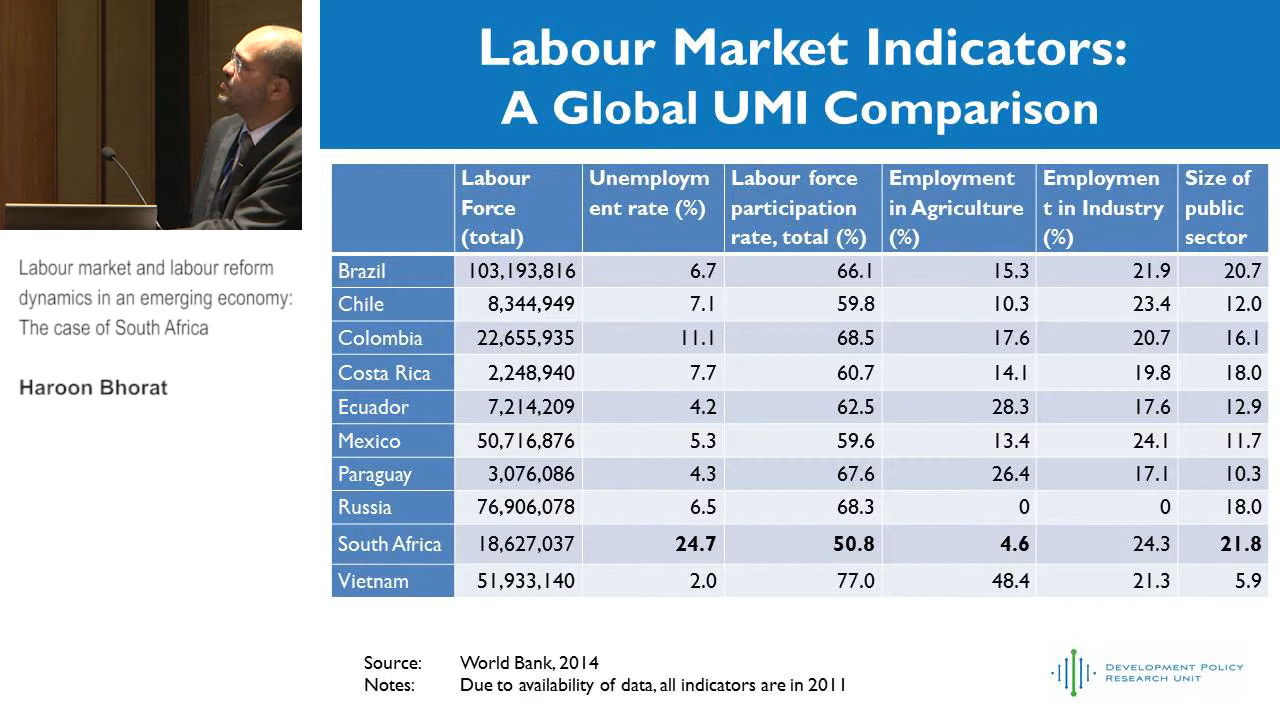 Labour Market Indicators:
A Global UMI Comparison
Labour market and labour reform
dynamics in an emerging economy:
The case of South Africa
Haroon Bhorat
Labour Force (total) Unemploym ent rate (%) Labour force participation rate, total (%) Employment in Agriculture (%) Employmen t in Industry (%) Size of public sector
Brazil 103,193,816 6.7 66.1 15.3 21.9 20.7
Chile 8,344,949 7.1 59.8 10.3 23.4 12.0
Colombia 22,655,935 11.1 68.5 17.6 20.7 16.1
Costa Rica 2,248,940 7.7 60.7 14.1 19.8 18.0
Ecuador 7,214,209 4.2 62.5 28.3 17.6 12.9
Mexico 50,716,876 5.3 59.6 13.4 24.1 11.7
Paraguay 3,076,086 4.3 67.6 26.4 17.1 10.3
Russia 76,906,078 6.5 68.3 0 0 18.0
South Africa 18,627,037 24.7 50.8 4.6 24.3 21.8
Vietnam 51,933,140 2.0 77.0 48.4 21.3 5.9
Source: World Bank, 2014
Notes: Due to availability of data, all indicators are in 2011
DEVELOPMENT POLICY
RESEARCH UNIT